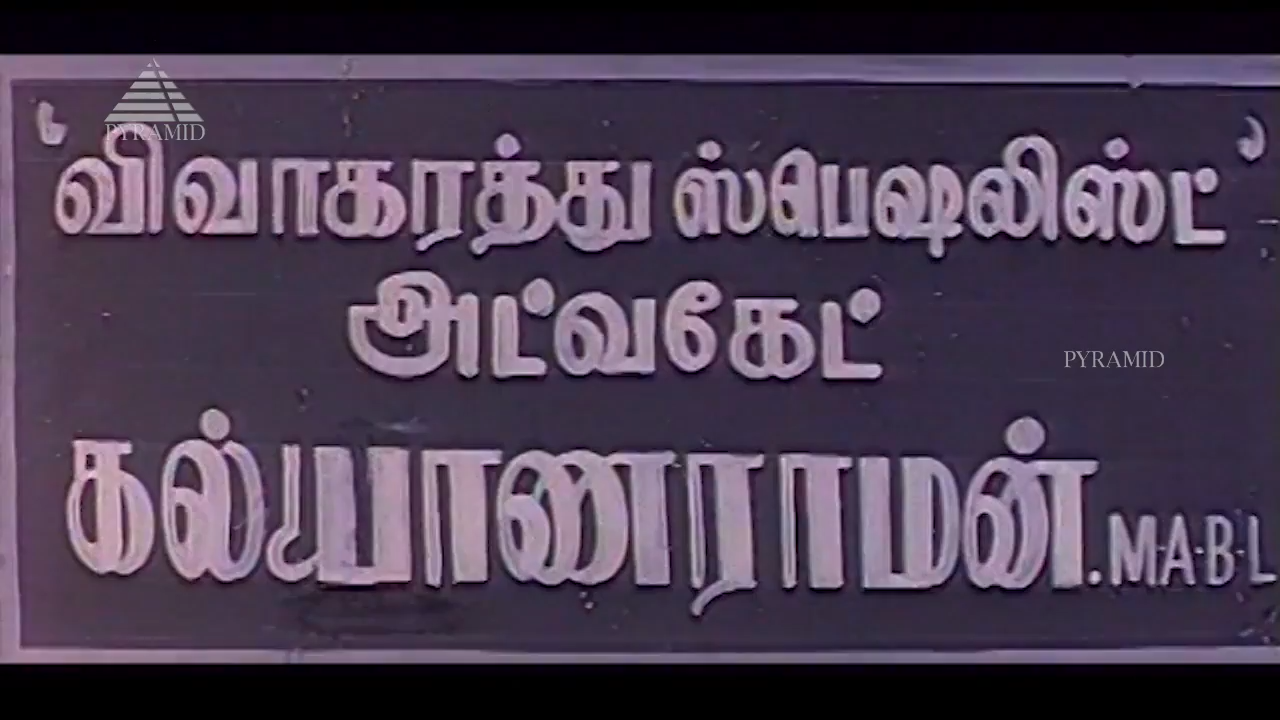 PYRAMID
'விவாகரத்து ஸ்பெஷலிஸ்ட்'
அட்வகேட்
PYRAMID
கல்யாணராமன்.M.A.B.L